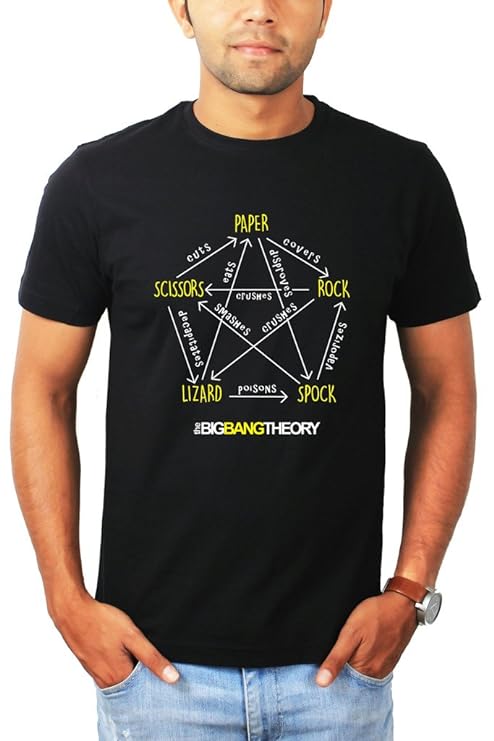 PAPER
cuts
covers
eats
disproves
SCISSORS
crushes
ROCK
decapitates
smashes
crushes
vaporizes
LIZARD
poisons
SPOCK
the BIGBANGTHEORY